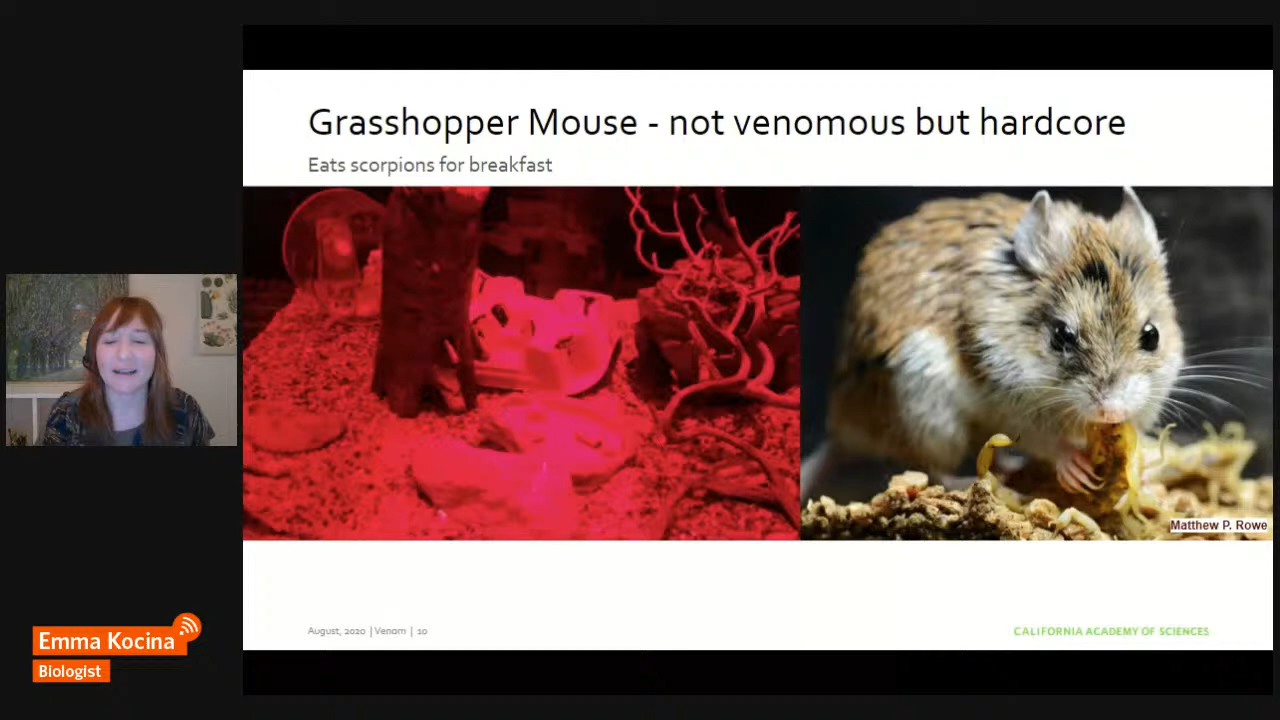 Grasshopper Mouse - not venomous but hardcore
Eats scorpions for breakfast
Matthew P. Rowe
August, 2020 | Venom | 20
CALIFORNIA ACADEMY OF SCIENCES
Emma Kocina
Biologist